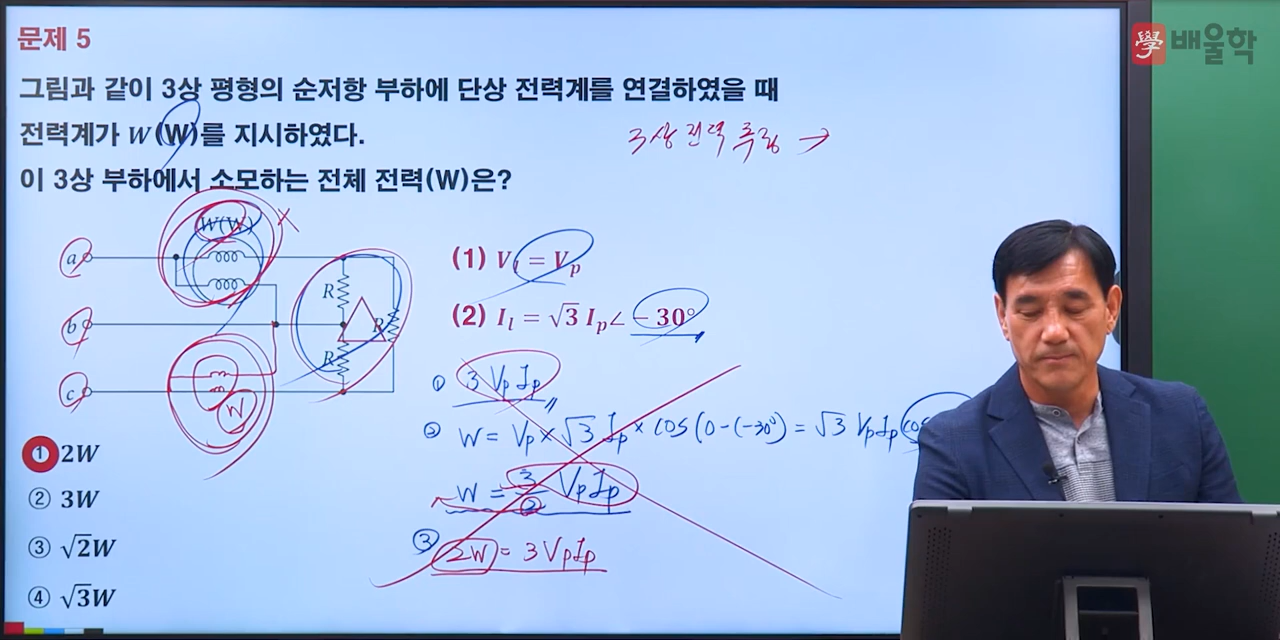 문제 5
學 배울학
그림과 같이 3상 평형의 순저항 부하에 단상 전력계를 연결하였을 때
전력계가 W(W)를 지시하였다.
3상 전력 측정 →
이 3상 부하에서 소모하는 전체 전력(W)은?
W(W) ×
a
R
b
R
R
c
W
(1) V_l = V_p
(2) I_l = √3 I_p∠-30°
① 3 V_p I_p
② W = V_p × √3 I_p × cos(0-(-30°)) = √3 V_p I_p cos
W = 3/2 V_p I_p
③ 2W = 3 V_p I_p
① 2W
② 3W
③ √2W
④ √3W